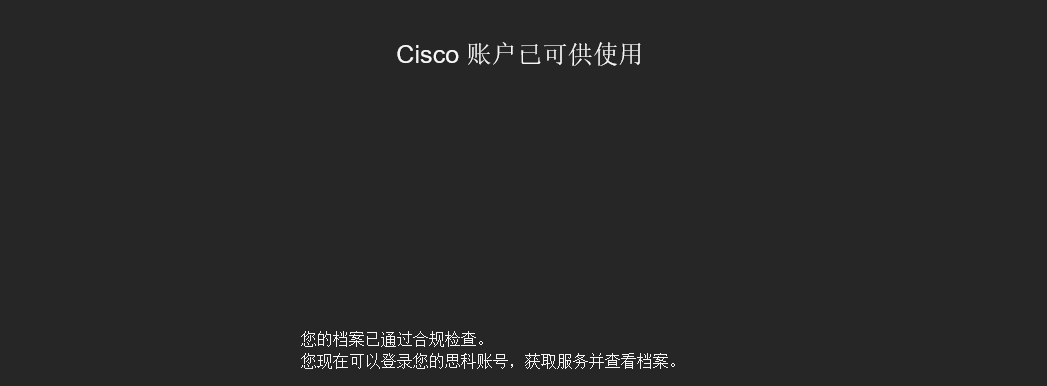 Cisco 账户已可供使用
您的档案已通过合规检查。
您现在可以登录您的思科账号，获取服务并查看档案。